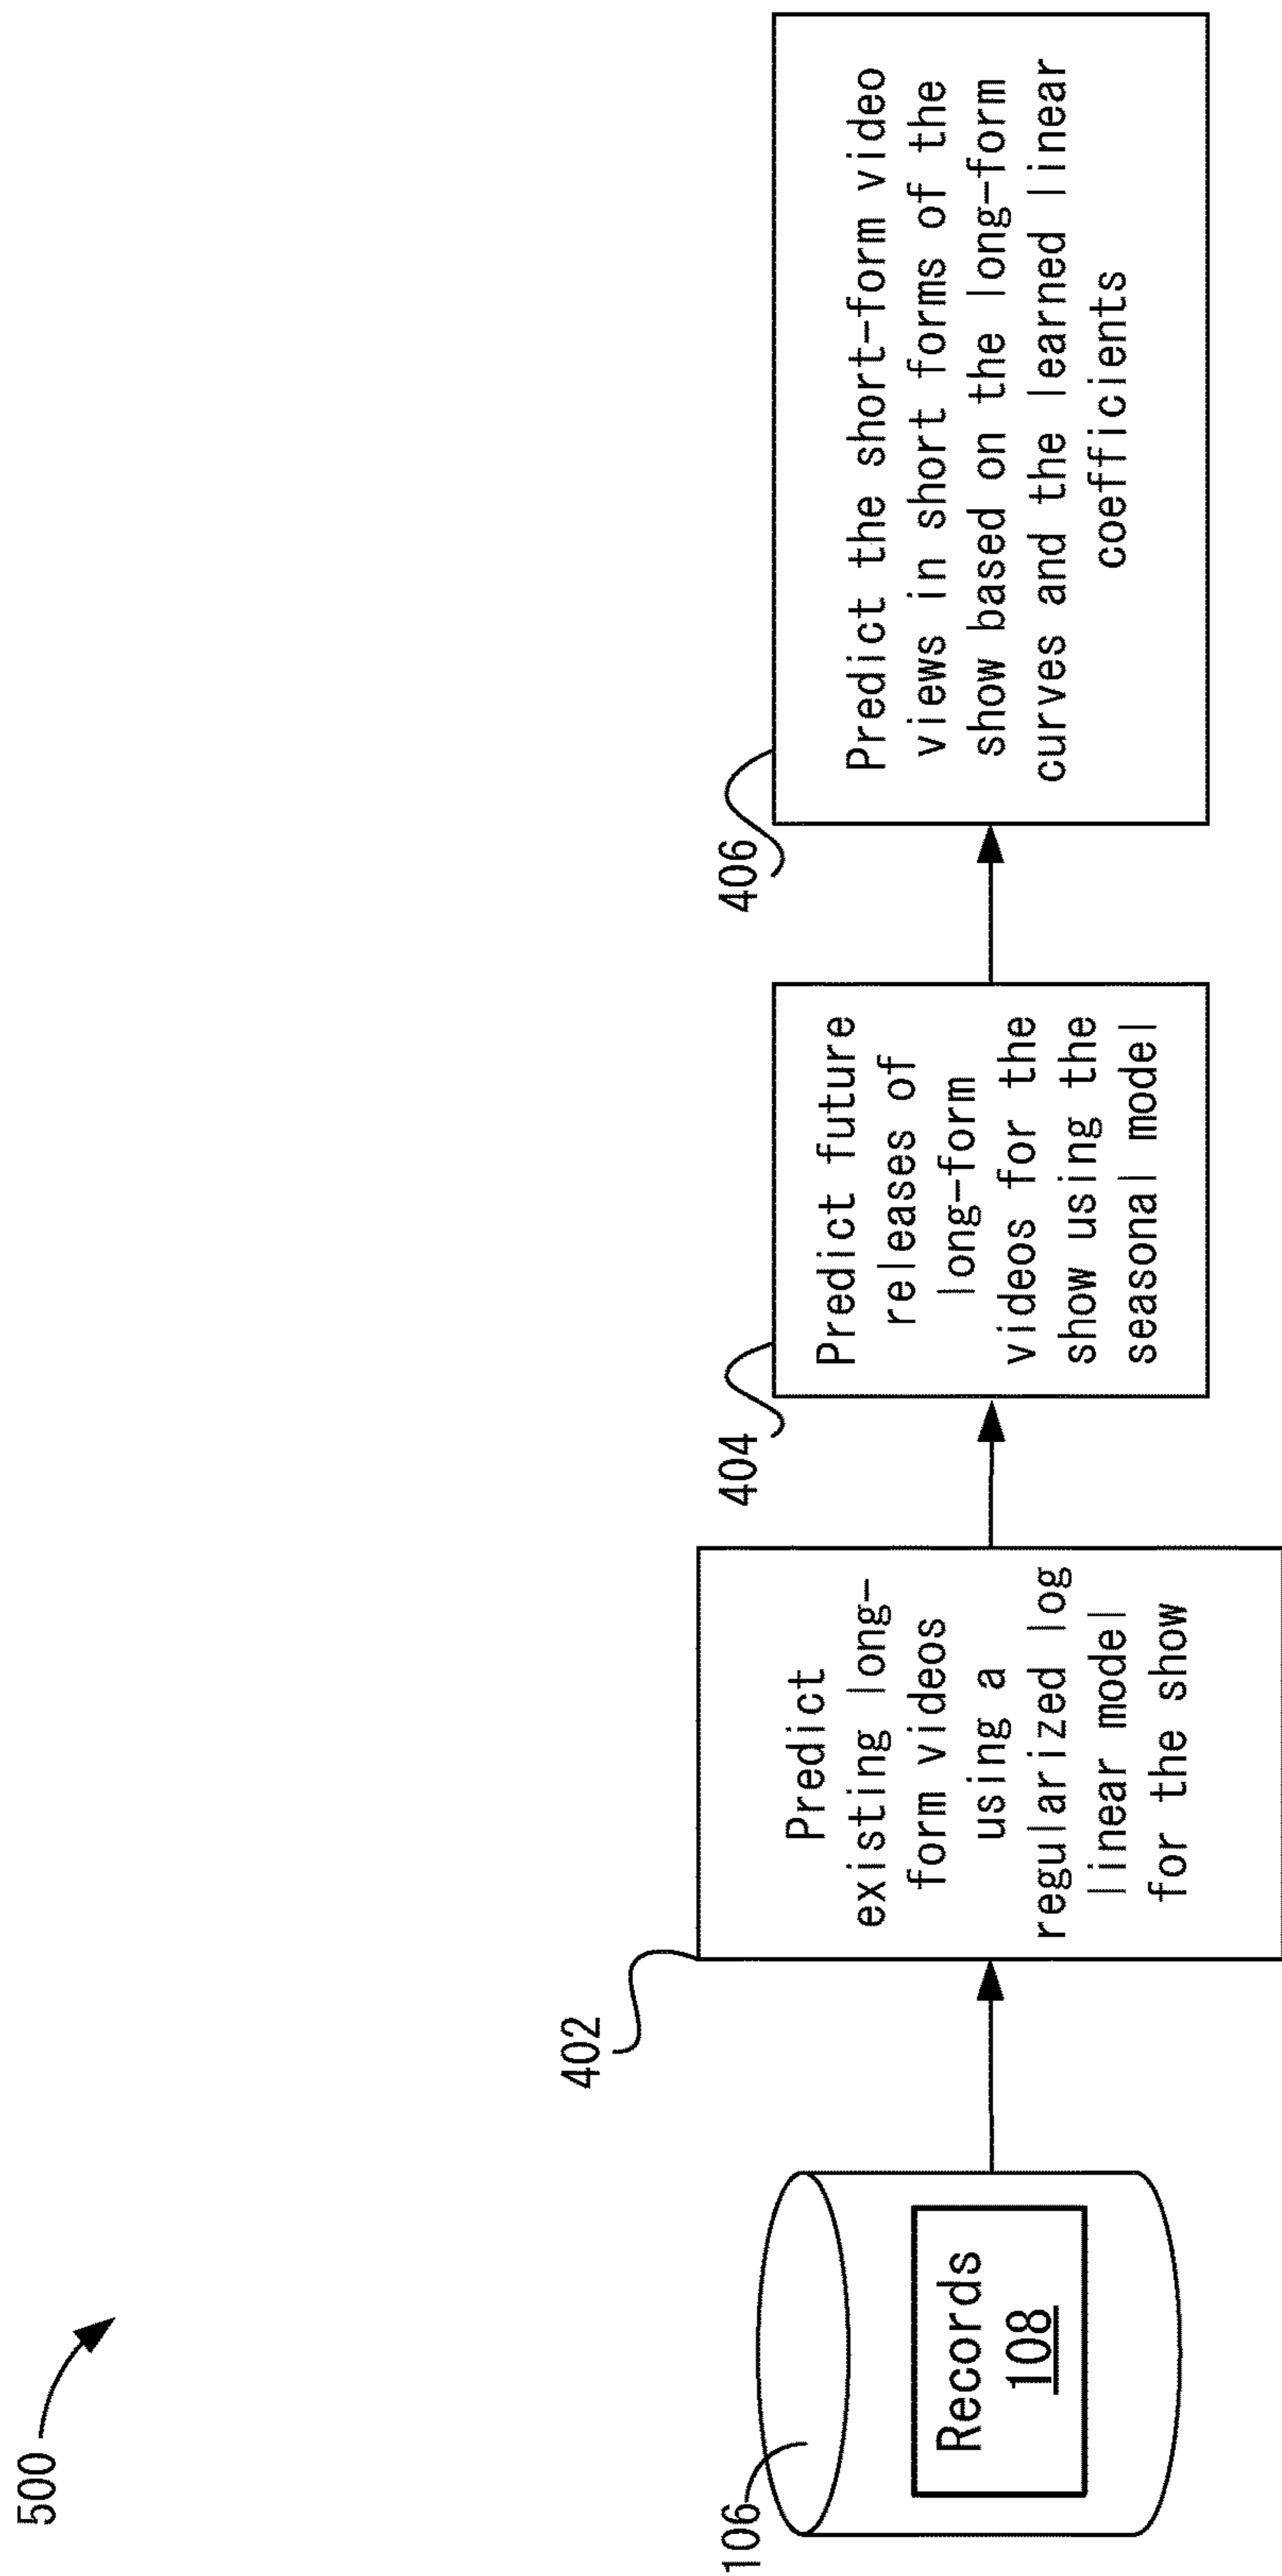 500
106
Records
108
402
Predict
existing long-
form videos
using a
regularized log
linear model
for the show
404
Predict future
releases of
long-form
videos for the
show using the
seasonal model
406
Predict the short-form video
views in short forms of the
show based on the long-form
curves and the learned linear
coefficients